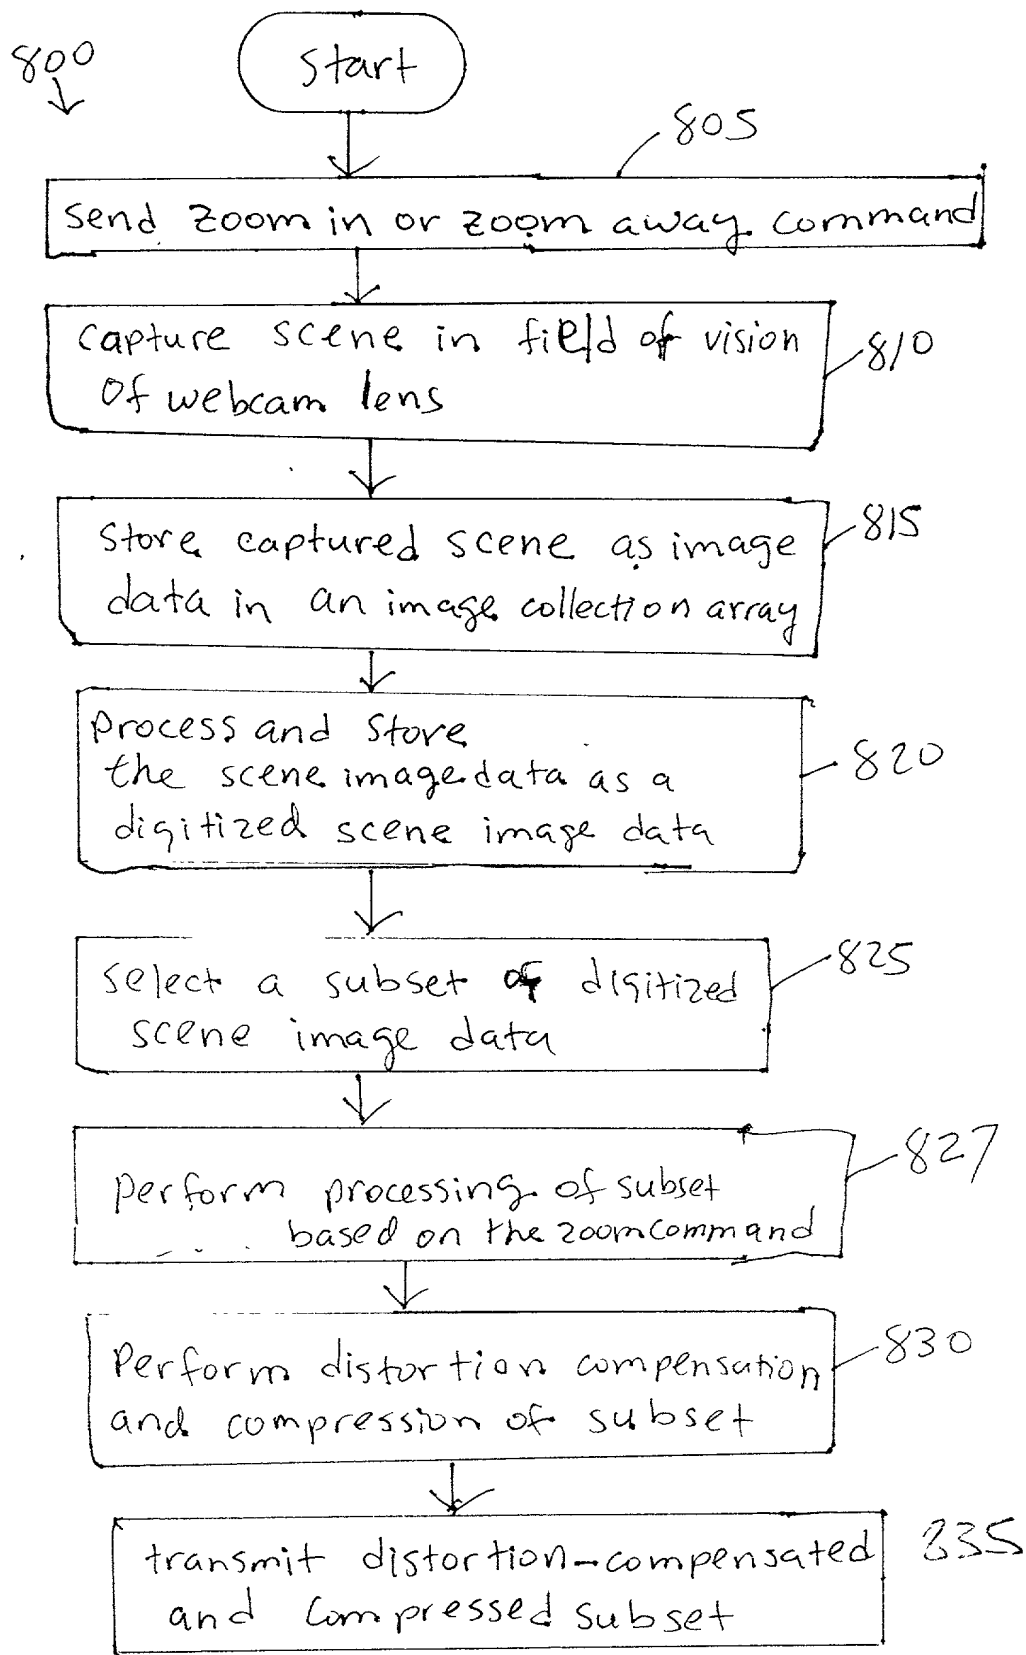 800
Start
805
Send zoom in or zoom away command
Capture scene in field of vision
of webcam lens
810
Store captured scene as image
data in an image collection array
815
Process and store
the scene image data as a
digitized scene image data
820
Select a subset of digitized
scene image data
825
Perform processing of subset
based on the zoom command
827
Perform distortion compensation
and compression of subset
830
transmit distortion-compensated
and compressed subset
835